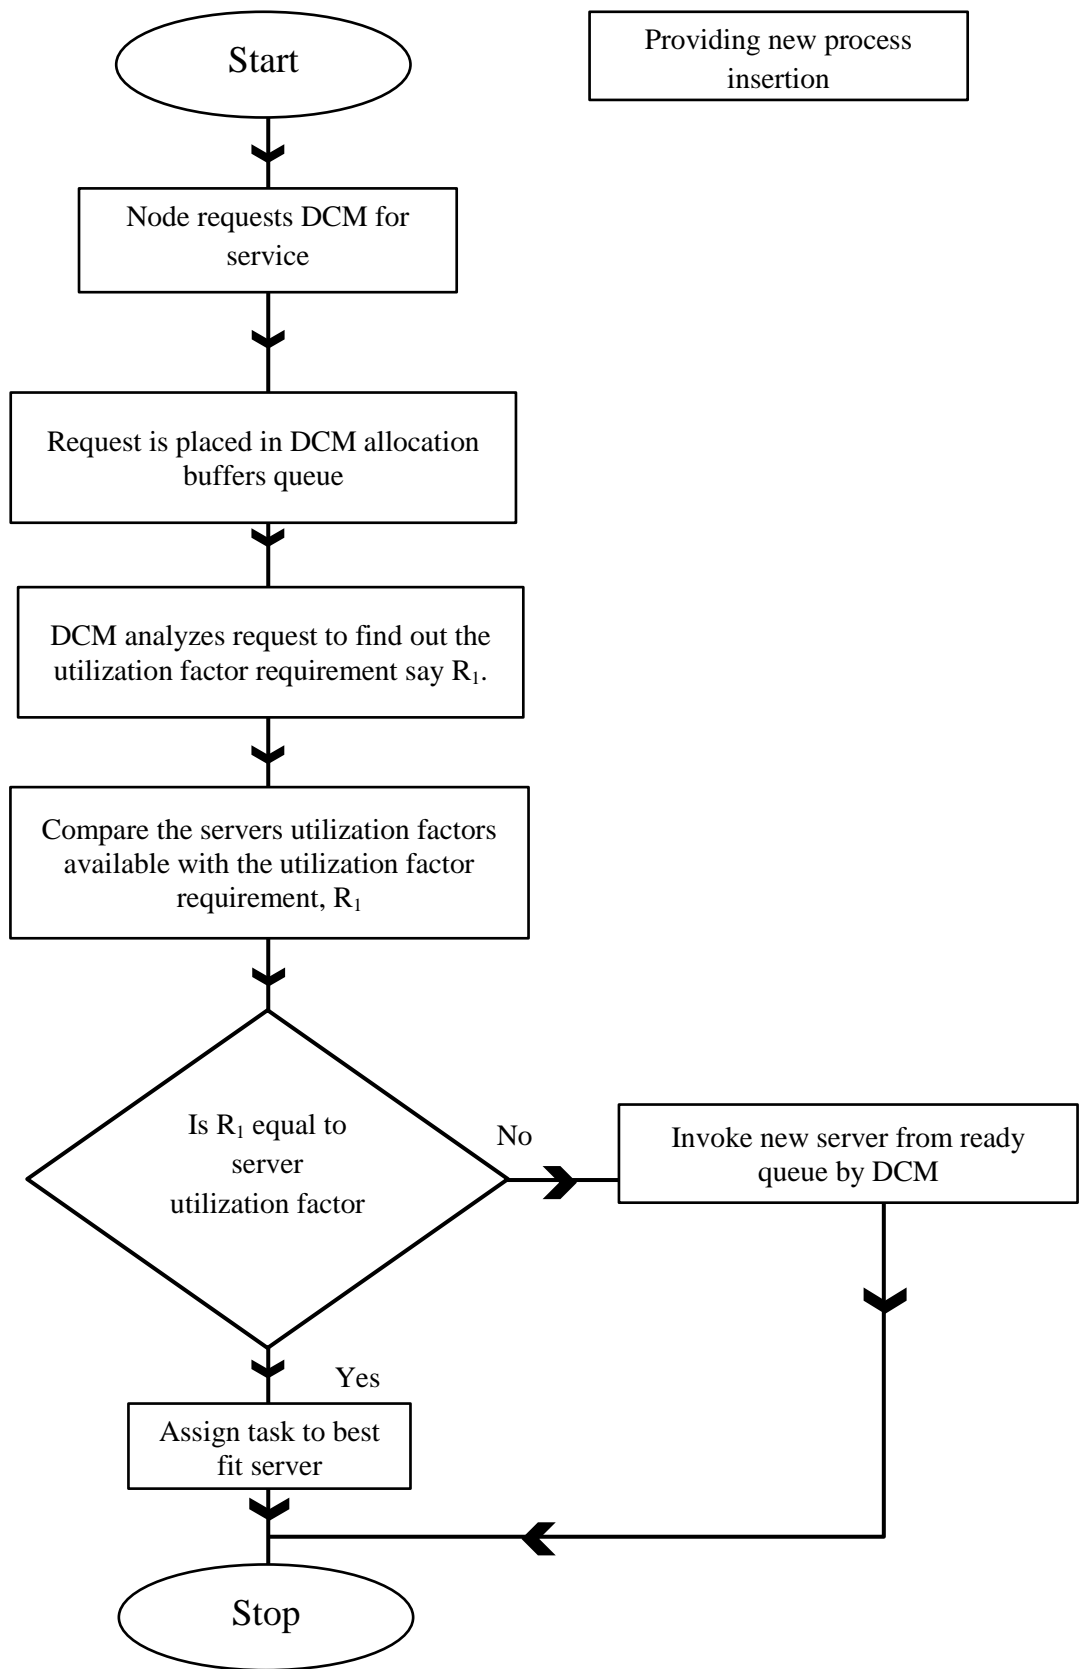 Start
Providing new process
insertion
Node requests DCM for
service
Request is placed in DCM allocation
buffers queue
DCM analyzes request to find out the
utilization factor requirement say R₁.
Compare the servers utilization factors
available with the utilization factor
requirement, R₁
Is R₁ equal to
server
utilization factor
No
Invoke new server from ready
queue by DCM
Yes
Assign task to best
fit server
Stop